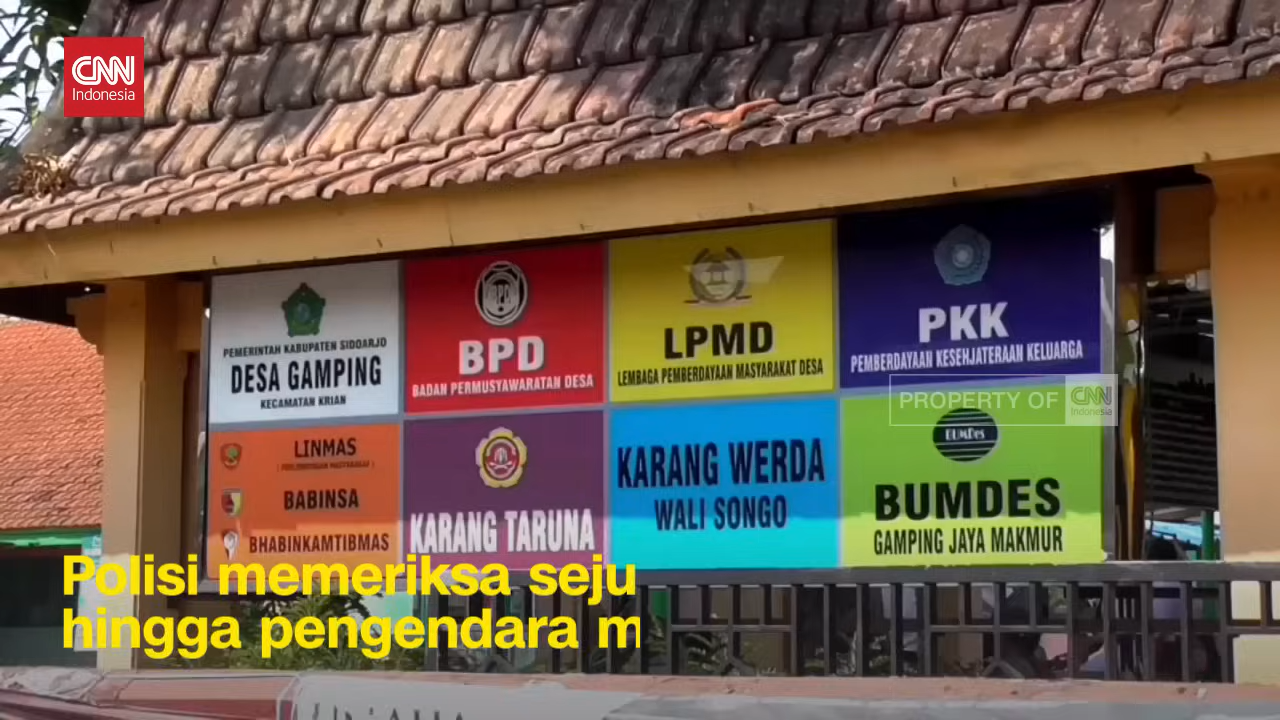 CNN
Indonesia
PEMERINTAH KABUPATEN SIDOARJO
DESA GAMPING
KECAMATAN KRIAN
BPD
BADAN PERMUSYAWARATAN DESA
LPMD
LEMBAGA PEMBERDAYAAN MASYARAKAT DESA
PKK
PEMBERDAYAAN KESEHJATERAAN KELUARGA
PROPERTY OF CNN
Indonesia
LINMAS
BABINSA
BHABINKAMTIBMAS
KARANG TARUNA
KARANG WERDA
WALI SONGO
BUMDes
BUMDES
GAMPING JAYA MAKMUR
Polisi memeriksa seju
hingga pengendara m